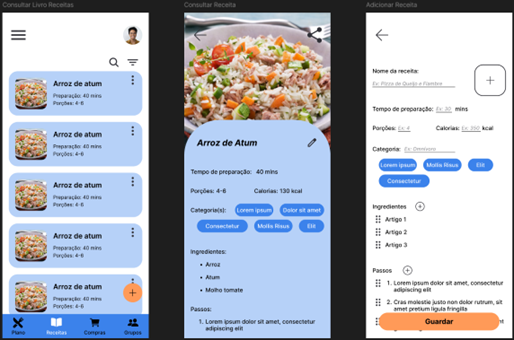 Consultar Livro Receitas
Arroz de atum
Preparação: 40 mins
Porções: 4-6
Arroz de atum
Preparação: 40 mins
Porções: 4-6
Arroz de atum
Preparação: 40 mins
Porções: 4-6
Arroz de atum
Preparação: 40 mins
Porções: 4-6
Arroz de atum
Preparação: 40 mins
Porções: 4-6
Plano Receitas Compras Grupos
Consultar Receita
Arroz de Atum
Tempo de preparação: 40 mins
Porções: 4-6 Calorias: 130 kcal
Categoria(s): Lorem ipsum Dolor sit amet
Consectetur Mollis Risus Elit
Ingredientes:
• Arroz
• Atum
• Molho tomate
Passos:
1. Lorem ipsum dolor sit amet, consectetur
adipiscing elit
Adicionar Receita
Nome da receita:
Ex: Pizza de Queijo e Fiambre
Tempo de preparação: Ex. 30 mins
Porções: Ex. 4 Calorias: Ex. 350 kcal
Categoria: Ex: Omnívora
Lorem ipsum Mollis Risus Elit
Consectetur
Ingredientes
Artigo 1
Artigo 2
Artigo 3
Passos
1. Lorem ipsum dolor sit amet, consectetur
adipiscing elit
2. Cras molestie justo non dolor rutrum, sit
amet pretium ligula fringilla
Guardar